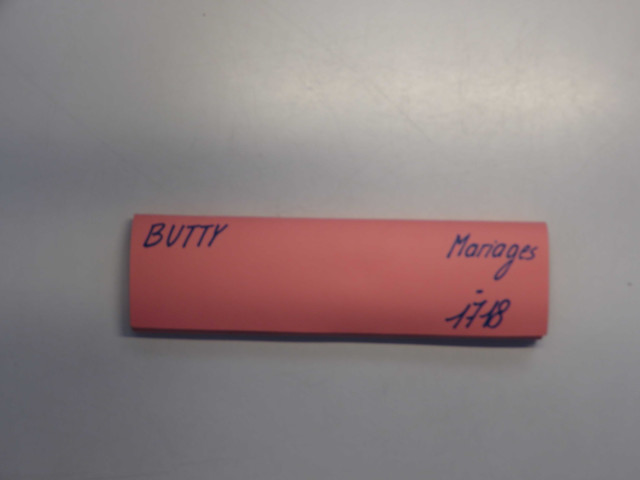 BUTTY
Mariages
-
1718